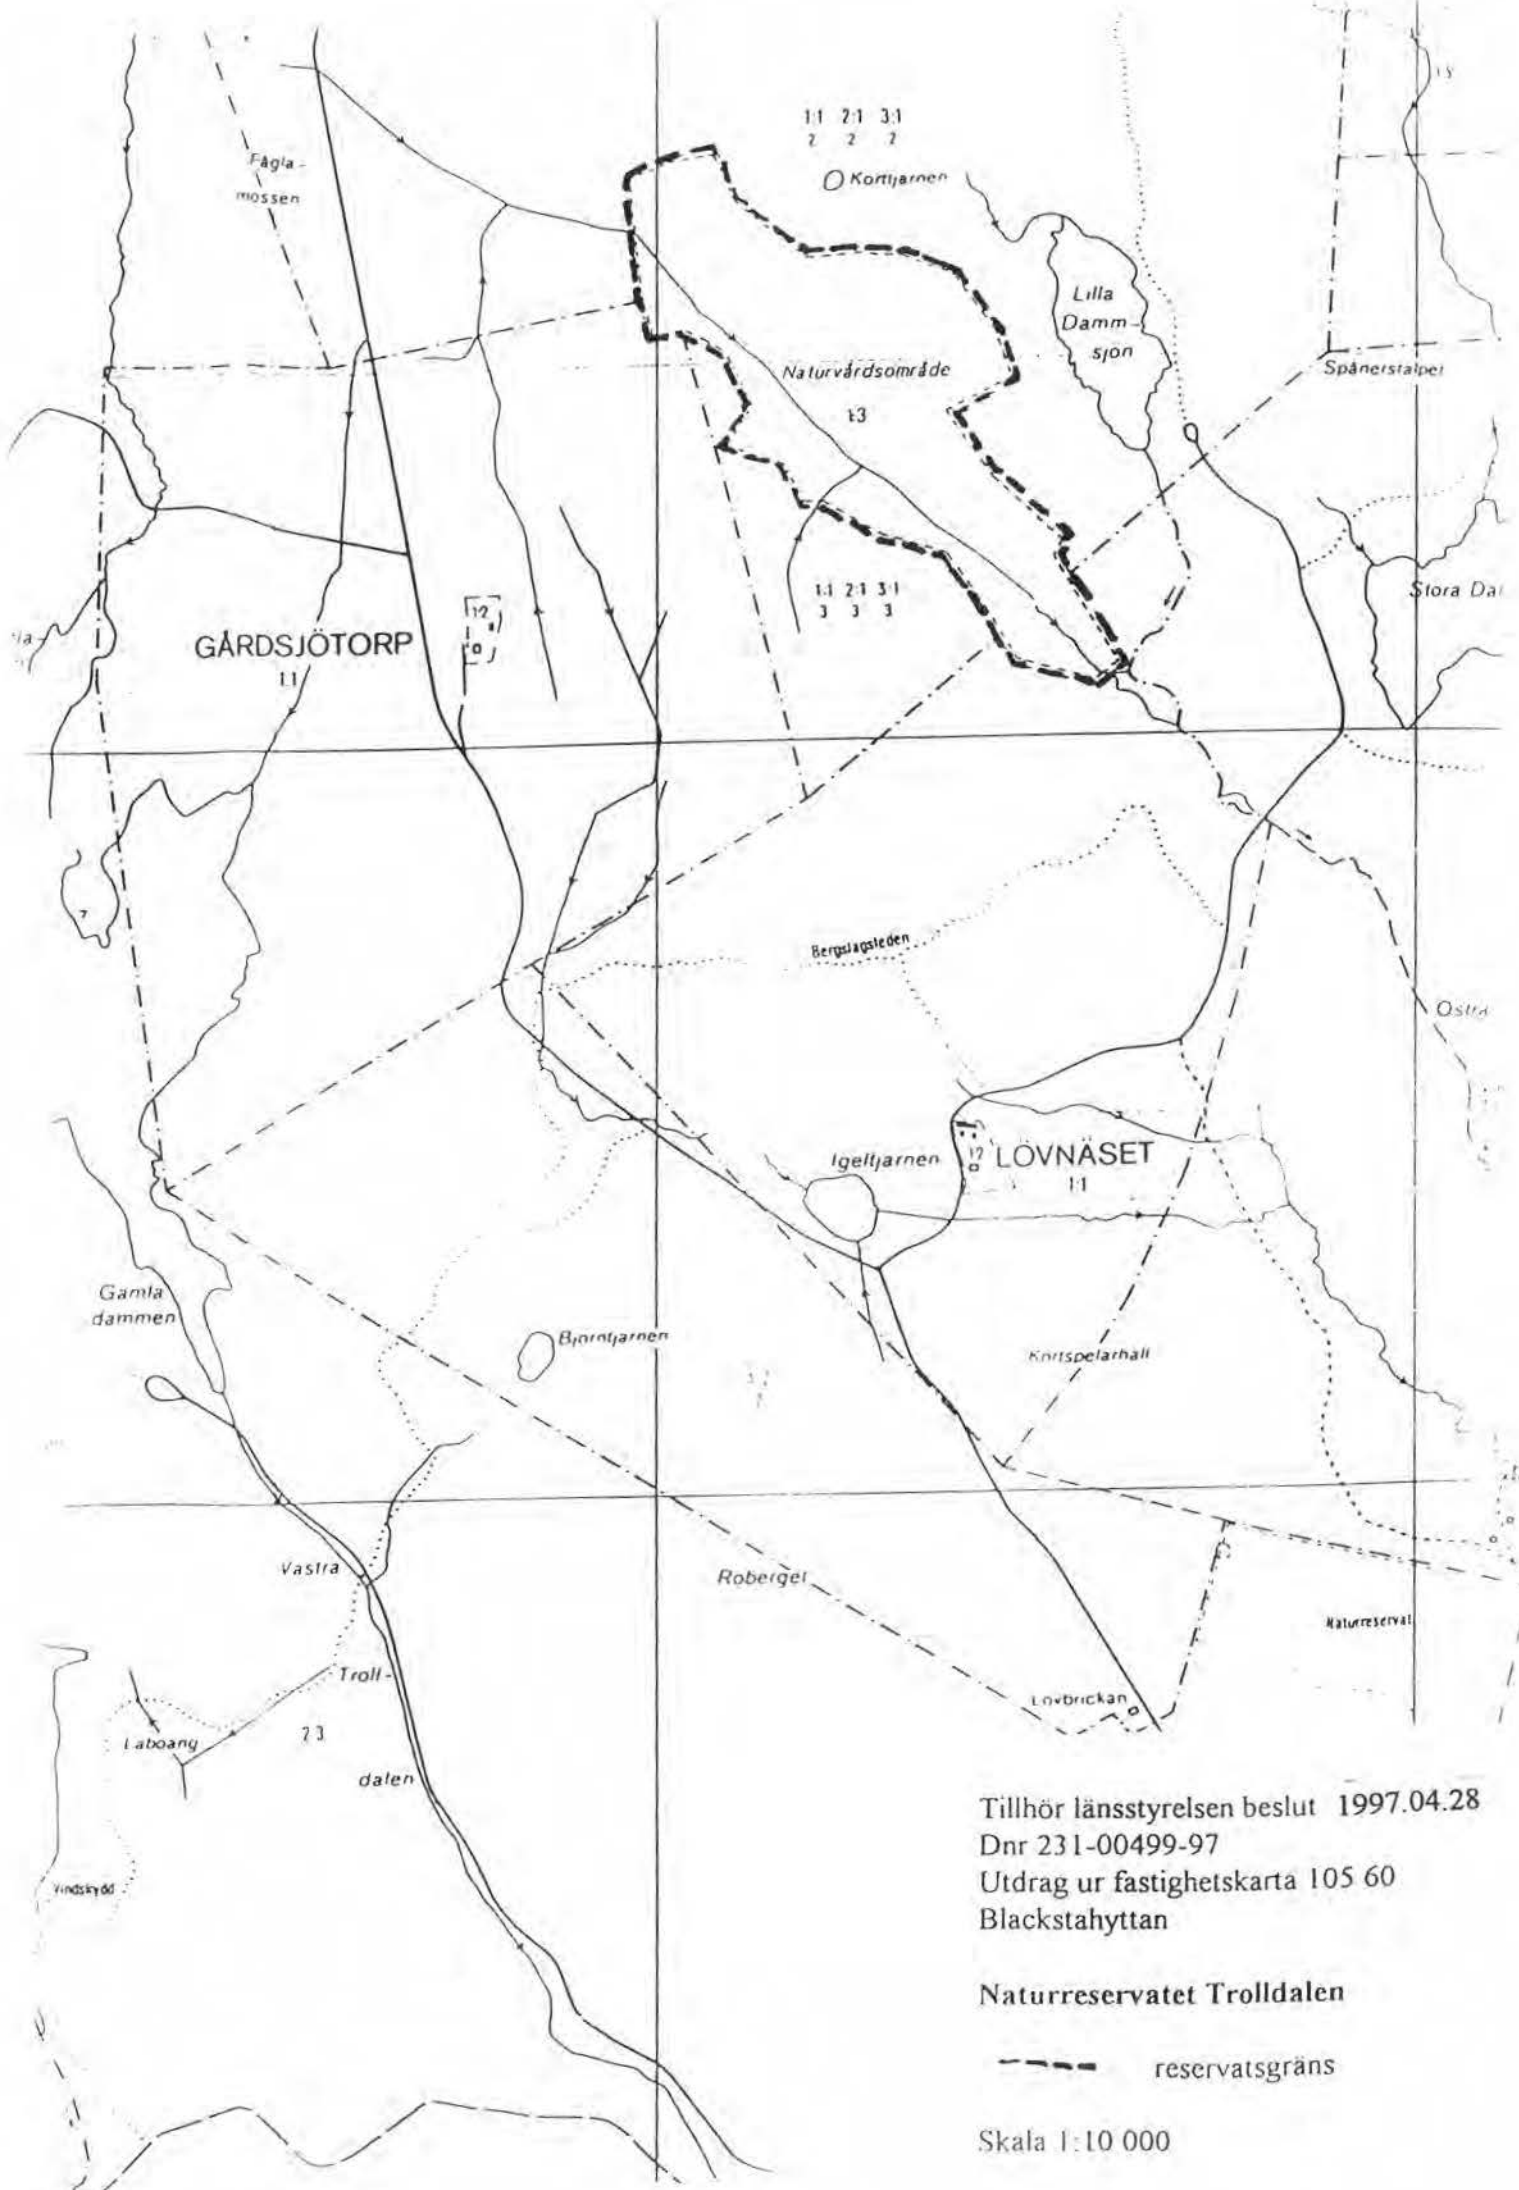 1:1 2:1 3:1
2 2 2
Korttjärnen
Fågla-
mossen
Lilla
Damm-
sjön
Naturvårdsområde
1:3
Spånerstalpet
1:1 2:1 3:1
3 3 3
1:2
Stora Da
GÅRDSJÖTORP
1:1
7
Bergslagsleden
Östra
Igeltjärnen
1:2
LÖVNÄSET
1:1
Gamla
dammen
Björntjärnen
Kortspelarhäll
Västra
Roberget
Naturreservat
Troll-
Lövbrickan
2:3
Laboäng
dalen
Vindskydd
Tillhör länsstyrelsen beslut 1997.04.28
Dnr 231-00499-97
Utdrag ur fastighetskarta 105 60
Blackstahyttan
Naturreservatet Trolldalen
reservatsgräns
Skala 1:10 000